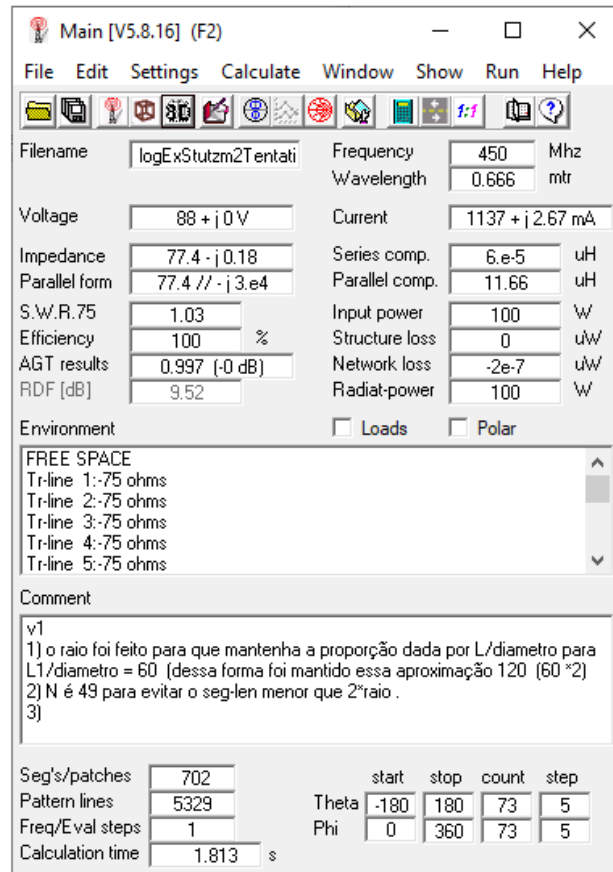 Main [V5.8.16] (F2)
File Edit Settings Calculate Window Show Run Help
3D 1:1
Filename logExStutzm2Tentati Frequency 450 Mhz
Wavelength 0.666 mtr
Voltage 88 + j 0 V Current 1137 + j 2.67 mA
Impedance 77.4 - j 0.18 Series comp. 6.e-5 uH
Parallel form 77.4 // - j 3.e4 Parallel comp. 11.66 uH
S.W.R.75 1.03 Input power 100 W
Efficiency 100 % Structure loss 0 uW
AGT results 0.997 (-0 dB) Network loss -2e-7 uW
RDF [dB] 9.52 Radiat-power 100 W
Environment Loads Polar
FREE SPACE
Tr-line 1:-75 ohms
Tr-line 2:-75 ohms
Tr-line 3:-75 ohms
Tr-line 4:-75 ohms
Tr-line 5:-75 ohms
Comment
v1
1) o raio foi feito para que mantenha a proporção dada por L/diametro para
L1/diametro = 60 (dessa forma foi mantido essa aproximação 120 (60 *2)
2) N é 49 para evitar o seg-len menor que 2*raio .
3)
Seg's/patches 702 start stop count step
Pattern lines 5329 Theta -180 180 73 5
Freq/Eval steps 1 Phi 0 360 73 5
Calculation time 1.813 s